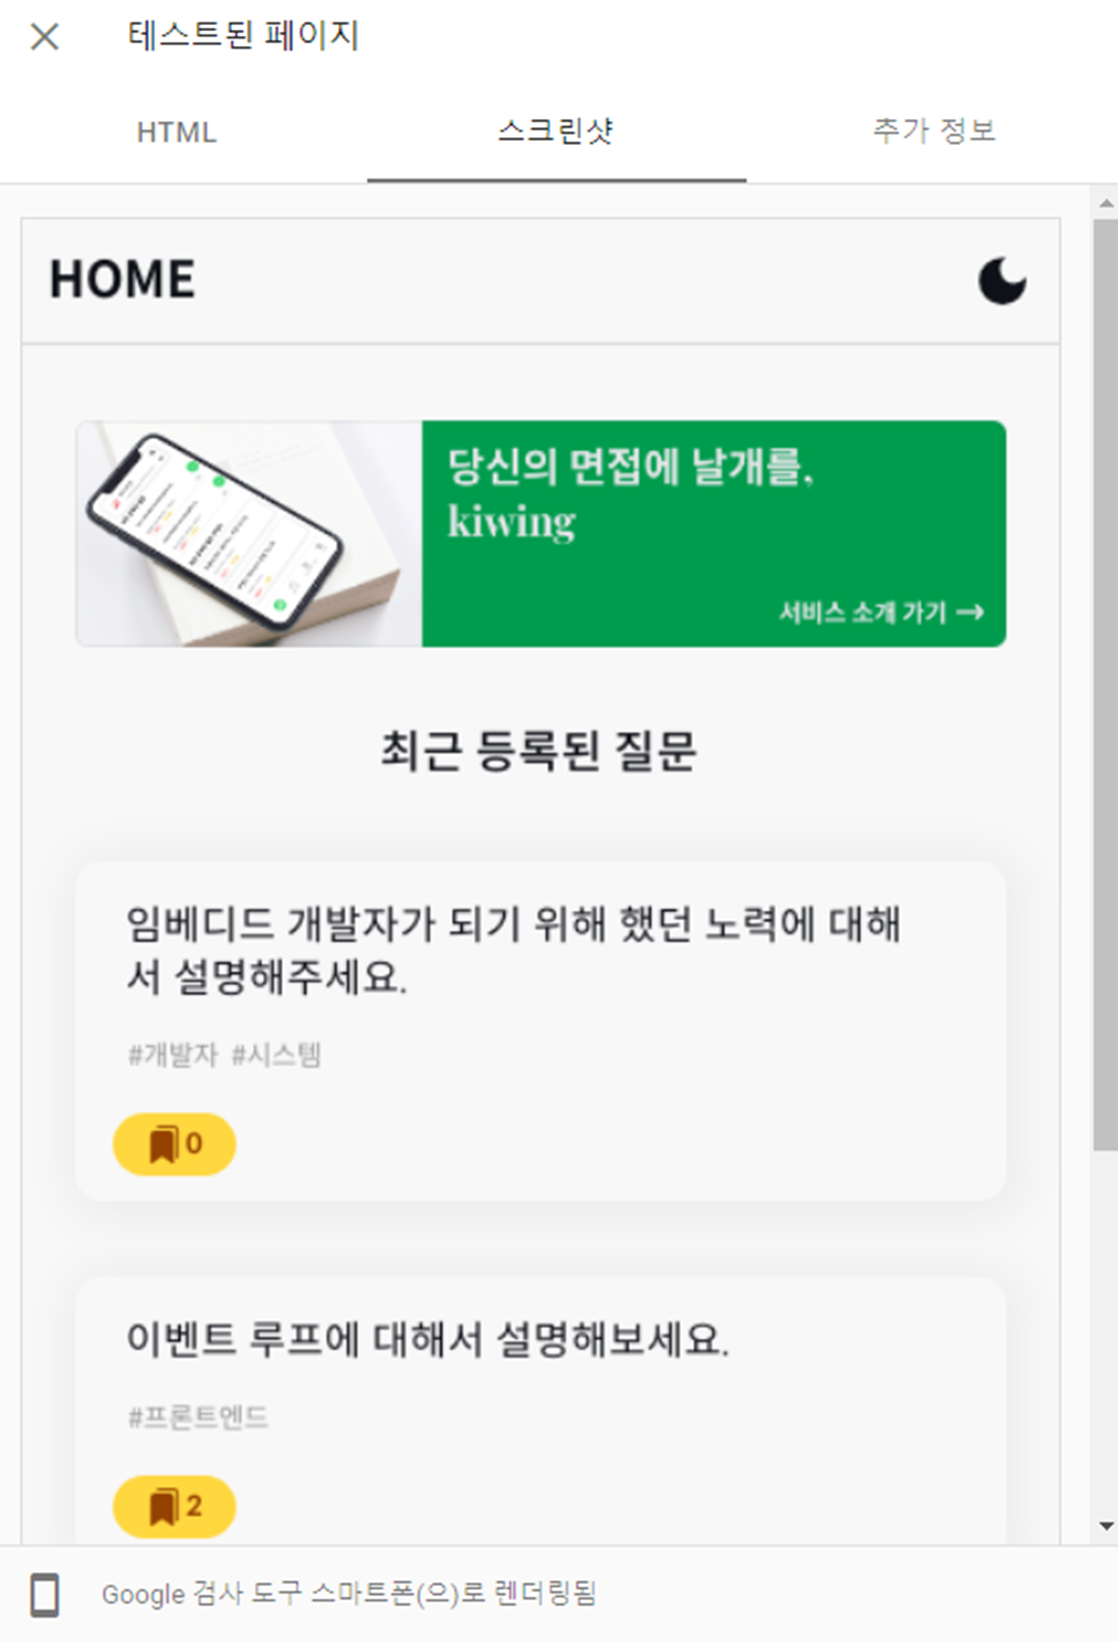 테스트된 페이지
HTML
스크린샷
추가 정보
HOME
당신의 면접에 날개를,
kiwing
서비스 소개 가기 →
최근 등록된 질문
임베디드 개발자가 되기 위해 했던 노력에 대해
서 설명해주세요.
#개발자 #시스템
0
이벤트 루프에 대해서 설명해보세요.
#프론트엔드
2
Google 검사 도구 스마트폰(으)로 렌더링됨